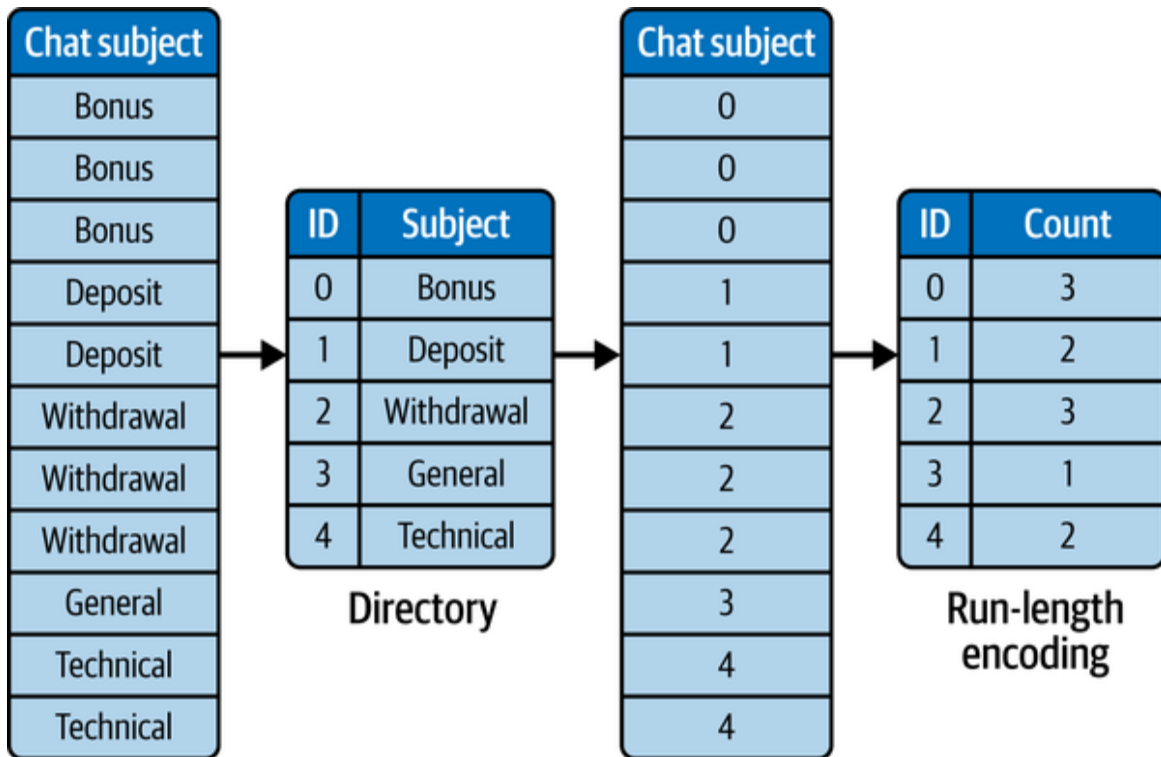 Chat subject
Bonus
Bonus
Bonus
Deposit
Deposit
Withdrawal
Withdrawal
Withdrawal
General
Technical
Technical
ID Subject
0 Bonus
1 Deposit
2 Withdrawal
3 General
4 Technical
Directory
Chat subject
0
0
0
1
1
2
2
2
3
4
4
ID Count
0 3
1 2
2 3
3 1
4 2
Run-length
encoding